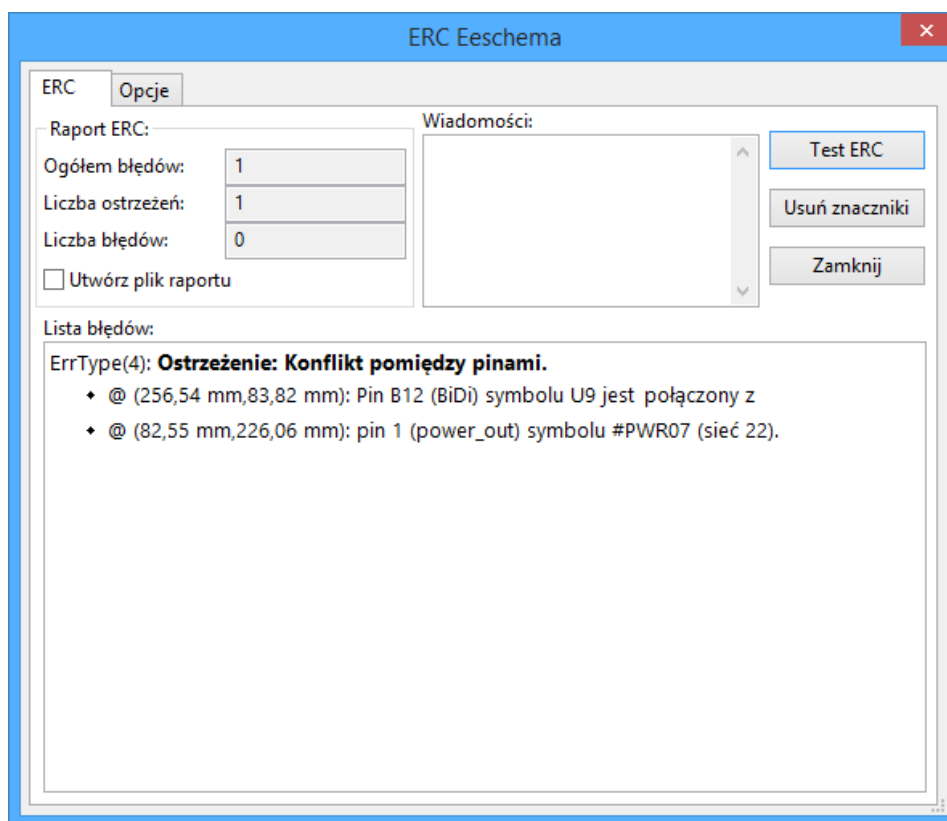 ERC Eeschema
ERC
Opcje
Raport ERC:
Ogółem błędów:
1
Liczba ostrzeżeń:
1
Liczba błędów:
0
Utwórz plik raportu
Wiadomości:
Test ERC
Usuń znaczniki
Zamknij
Lista błędów:
ErrType(4): Ostrzeżenie: Konflikt pomiędzy pinami.
@ (256,54 mm,83,82 mm): Pin B12 (BiDi) symbolu U9 jest połączony z
@ (82,55 mm,226,06 mm): pin 1 (power_out) symbolu #PWR07 (sieć 22).